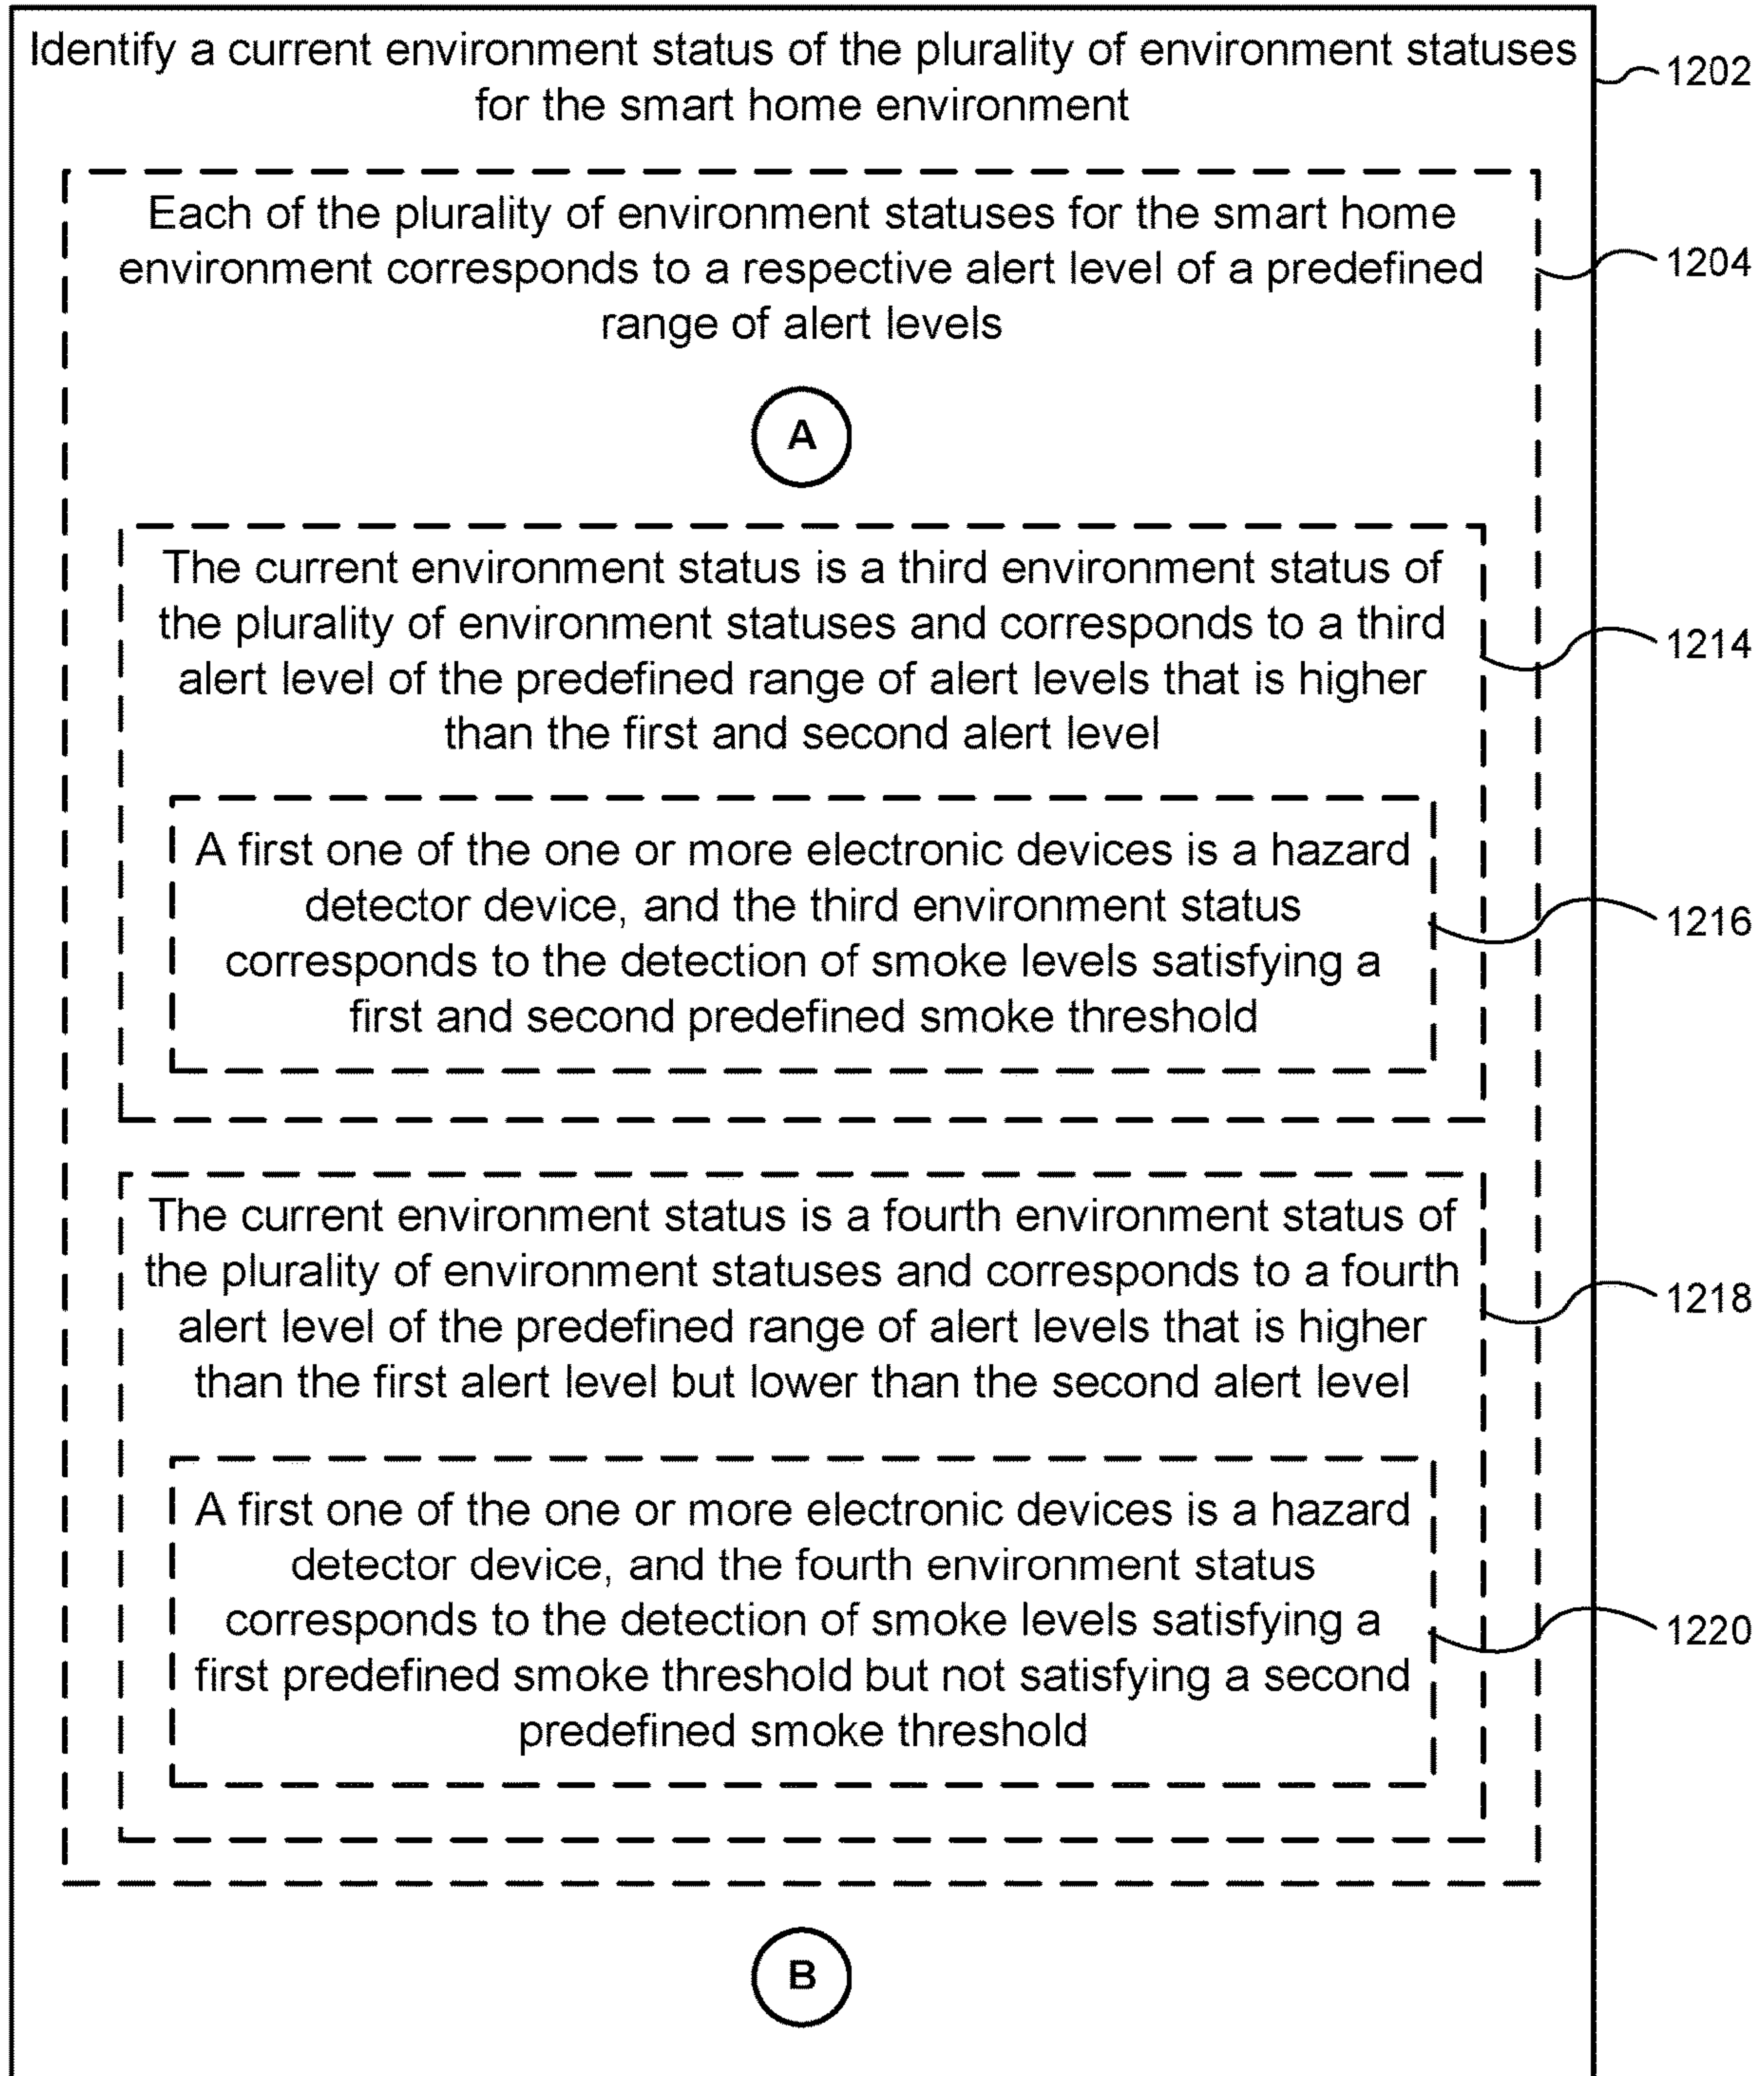 Identify a current environment status of the plurality of environment statuses
for the smart home environment
1202
Each of the plurality of environment statuses for the smart home
environment corresponds to a respective alert level of a predefined
range of alert levels
1204
A
The current environment status is a third environment status of
the plurality of environment statuses and corresponds to a third
alert level of the predefined range of alert levels that is higher
than the first and second alert level
1214
A first one of the one or more electronic devices is a hazard
detector device, and the third environment status
corresponds to the detection of smoke levels satisfying a
first and second predefined smoke threshold
1216
The current environment status is a fourth environment status of
the plurality of environment statuses and corresponds to a fourth
alert level of the predefined range of alert levels that is higher
than the first alert level but lower than the second alert level
1218
A first one of the one or more electronic devices is a hazard
detector device, and the fourth environment status
corresponds to the detection of smoke levels satisfying a
first predefined smoke threshold but not satisfying a second
predefined smoke threshold
1220
B